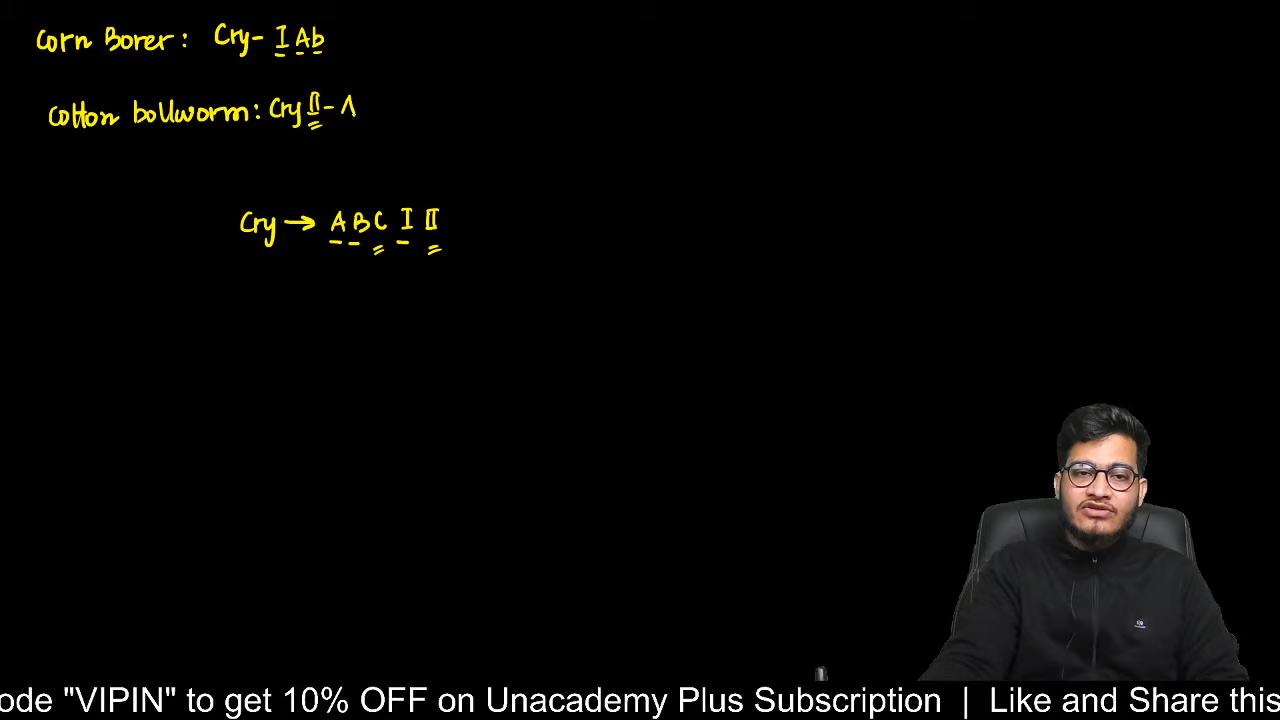 Corn Borer: Cry- I Ab
Cotton bollworm: Cry II - Λ
Cry → A B C I II
ode "VIPIN" to get 10% OFF on Unacademy Plus Subscription | Like and Share this